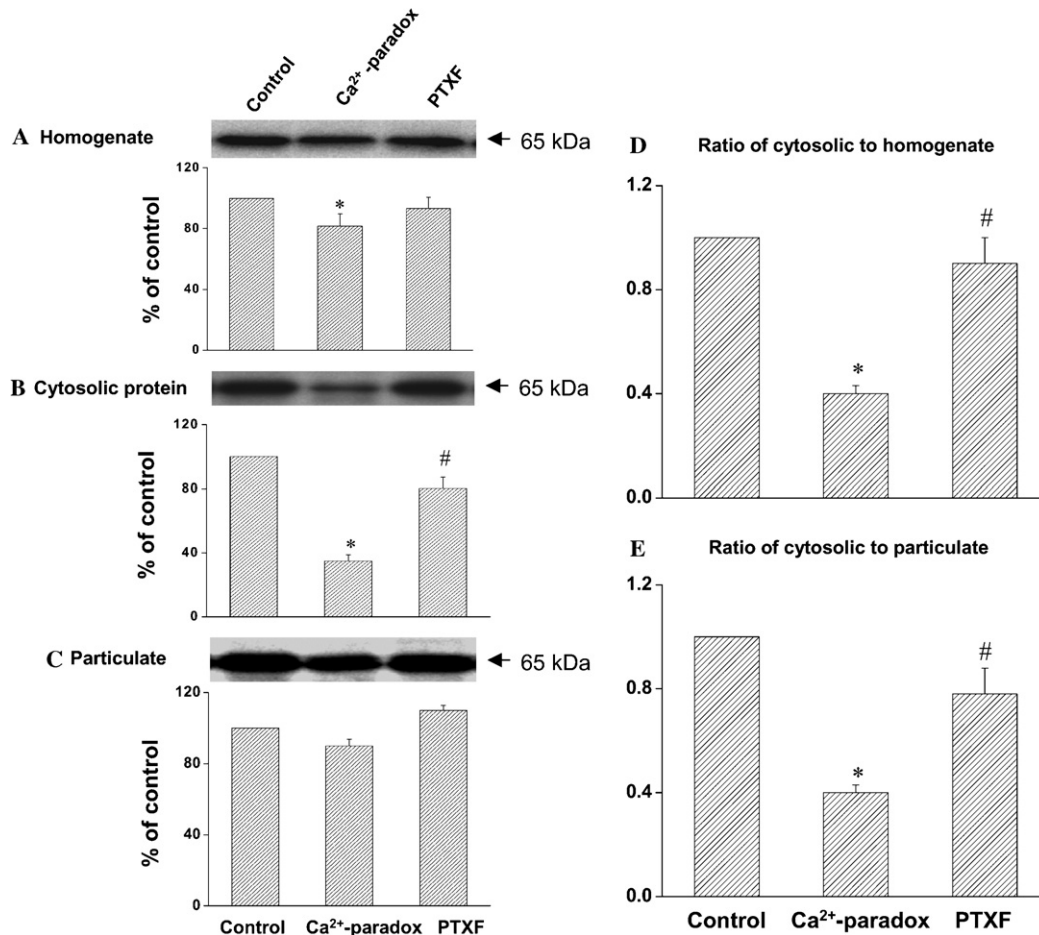 Control
Ca²⁺-paradox
PTXF
A Homogenate
65 kDa
120
80
40
0
% of control
*
B Cytosolic protein
65 kDa
120
80
40
0
% of control
*
#
C Particulate
65 kDa
120
80
40
0
% of control
Control Ca²⁺-paradox PTXF
D Ratio of cytosolic to homogenate
1.2
0.8
0.4
0.0
*
#
E Ratio of cytosolic to particulate
1.2
0.8
0.4
0.0
*
#
Control Ca²⁺-paradox PTXF